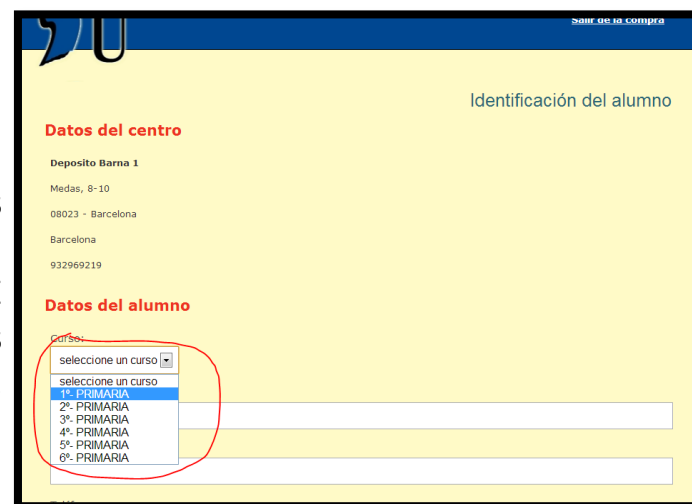 Salir de la compra
Identificación del alumno
Datos del centro
Deposito Barna 1
Medas, 8-10
08023 - Barcelona
Barcelona
932969219
Datos del alumno
Curso:
seleccione un curso
seleccione un curso
1º- PRIMARIA
2º- PRIMARIA
3º- PRIMARIA
4º- PRIMARIA
5º- PRIMARIA
6º- PRIMARIA